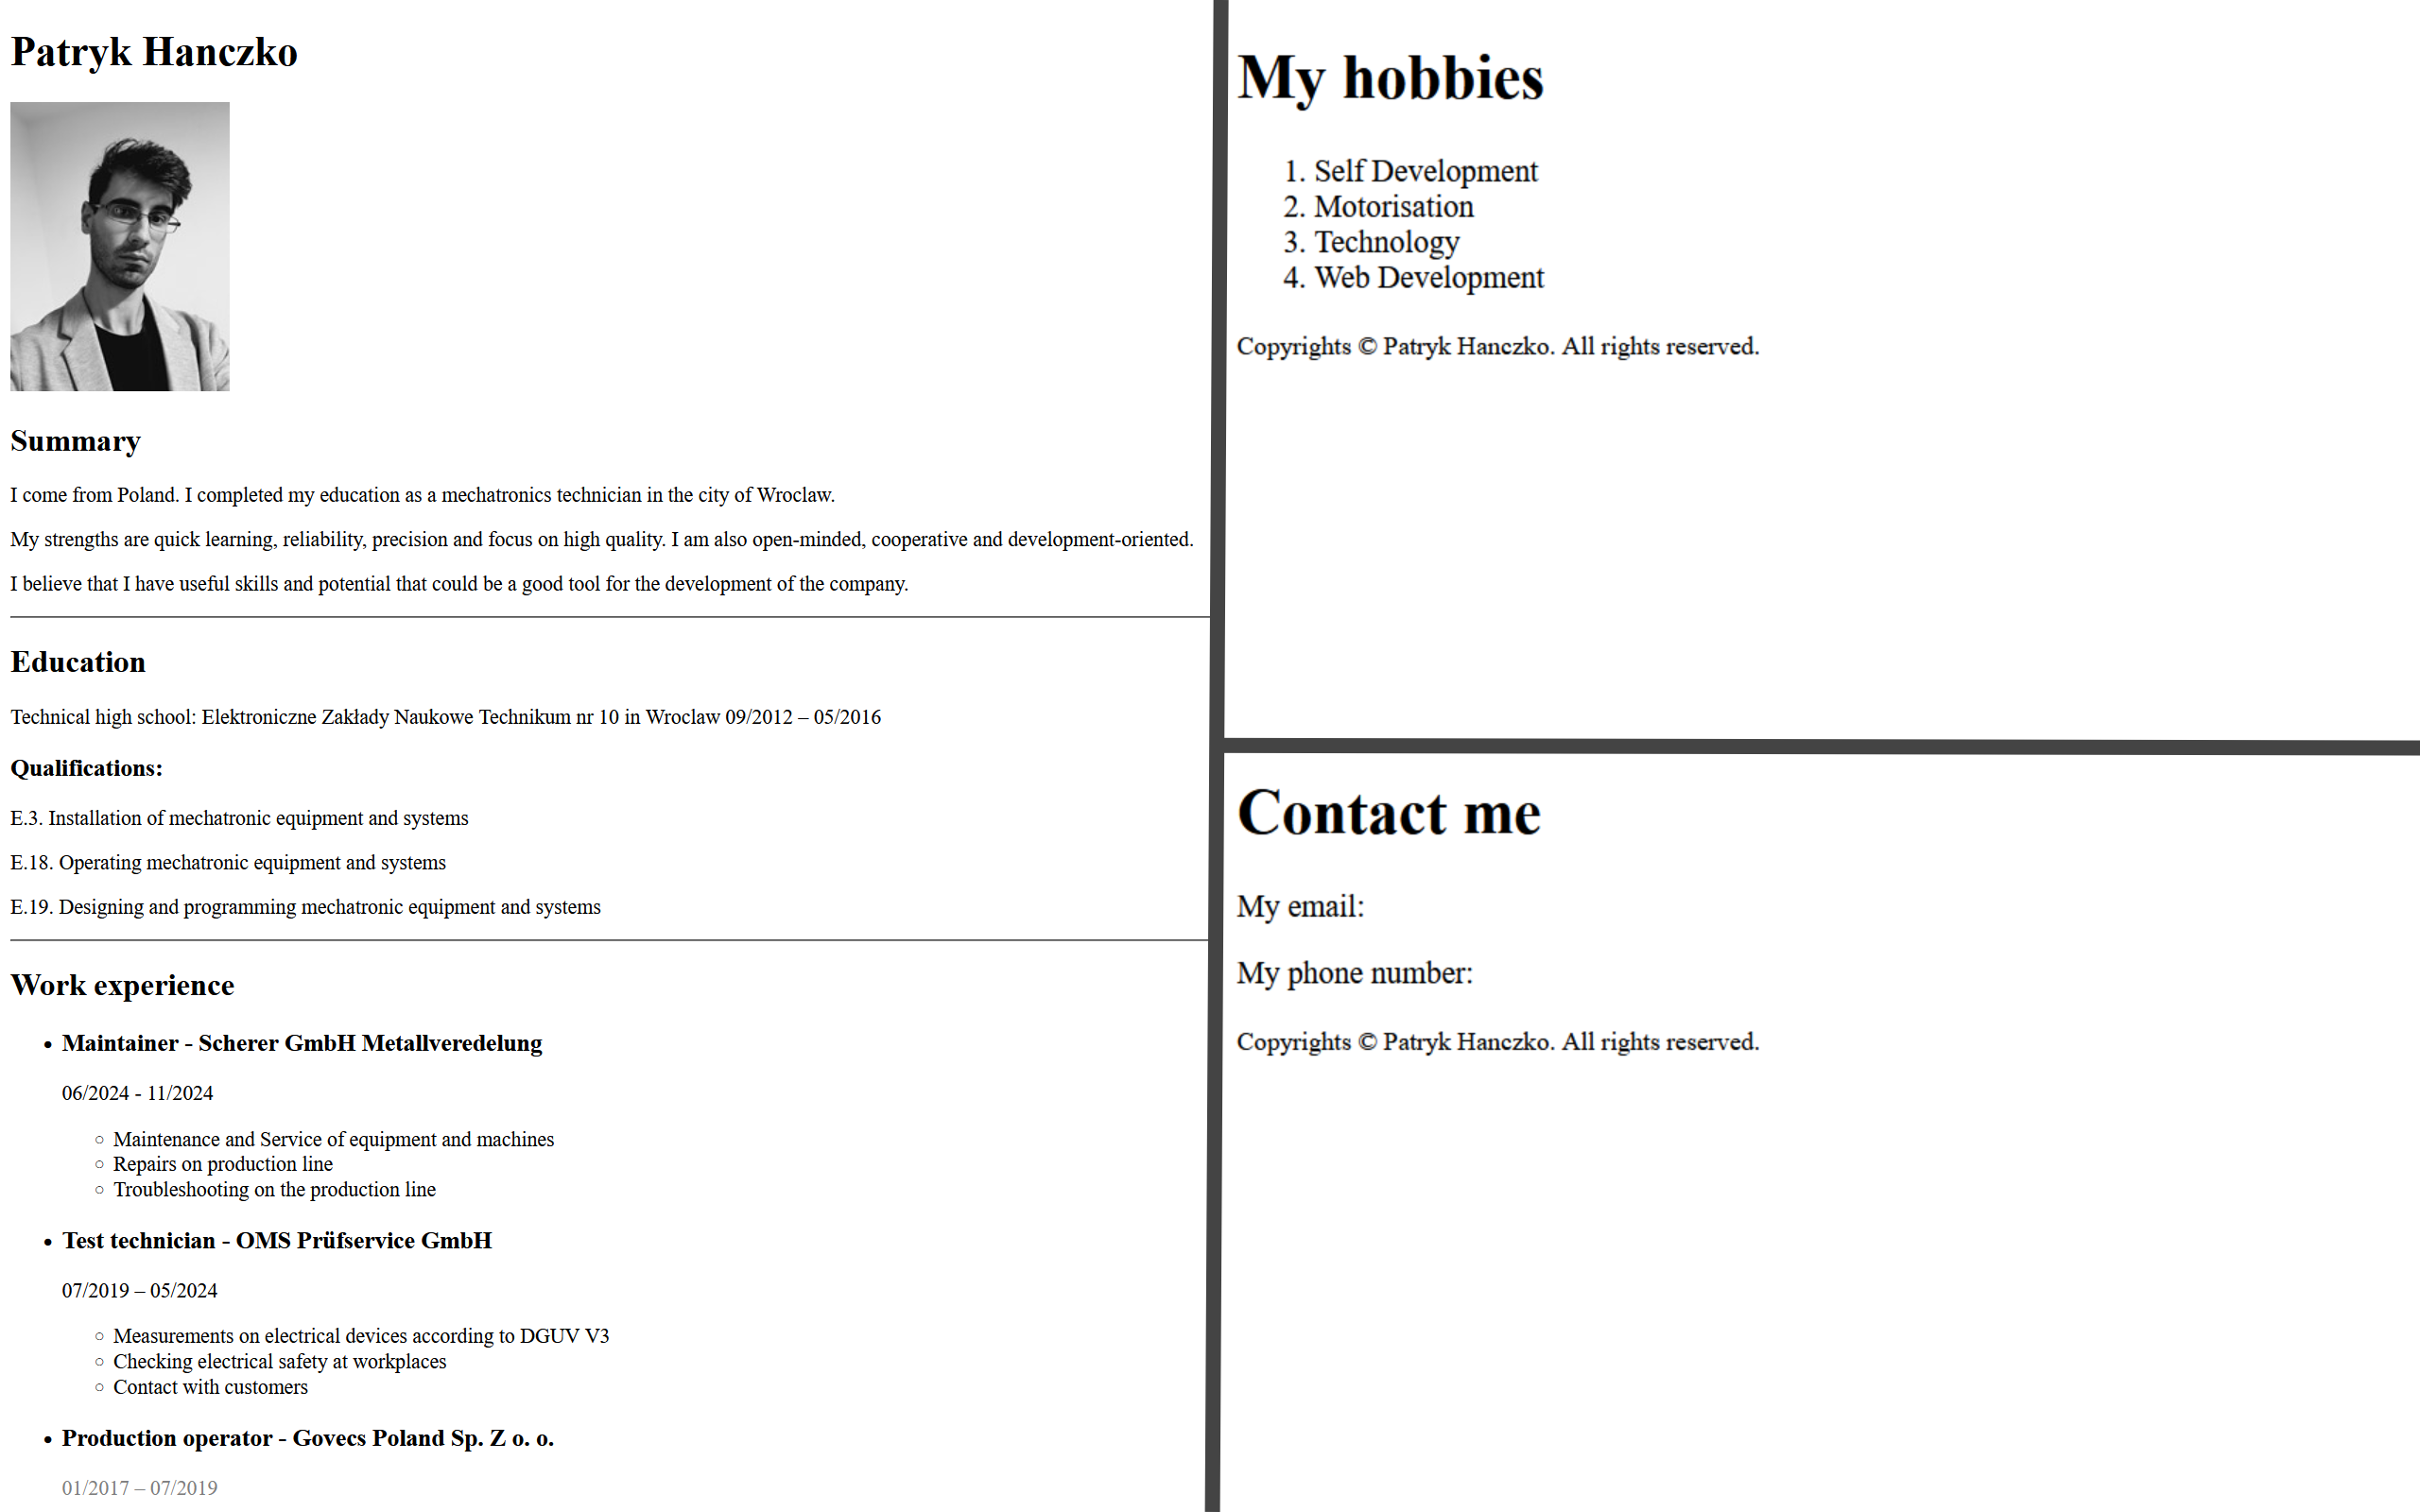 Patryk Hanczko
Summary
I come from Poland. I completed my education as a mechatronics technician in the city of Wroclaw.
My strengths are quick learning, reliability, precision and focus on high quality. I am also open-minded, cooperative and development-oriented.
I believe that I have useful skills and potential that could be a good tool for the development of the company.
Education
Technical high school: Elektroniczne Zakłady Naukowe Technikum nr 10 in Wroclaw 09/2012 – 05/2016
Qualifications:
E.3. Installation of mechatronic equipment and systems
E.18. Operating mechatronic equipment and systems
E.19. Designing and programming mechatronic equipment and systems
Work experience
• Maintainer - Scherer GmbH Metallveredelung
06/2024 - 11/2024
○ Maintenance and Service of equipment and machines
○ Repairs on production line
○ Troubleshooting on the production line
• Test technician - OMS Prüfservice GmbH
07/2019 – 05/2024
○ Measurements on electrical devices according to DGUV V3
○ Checking electrical safety at workplaces
○ Contact with customers
• Production operator - Govecs Poland Sp. Z o. o.
01/2017 – 07/2019
My hobbies
1. Self Development
2. Motorisation
3. Technology
4. Web Development
Copyrights © Patryk Hanczko. All rights reserved.
Contact me
My email:
My phone number:
Copyrights © Patryk Hanczko. All rights reserved.